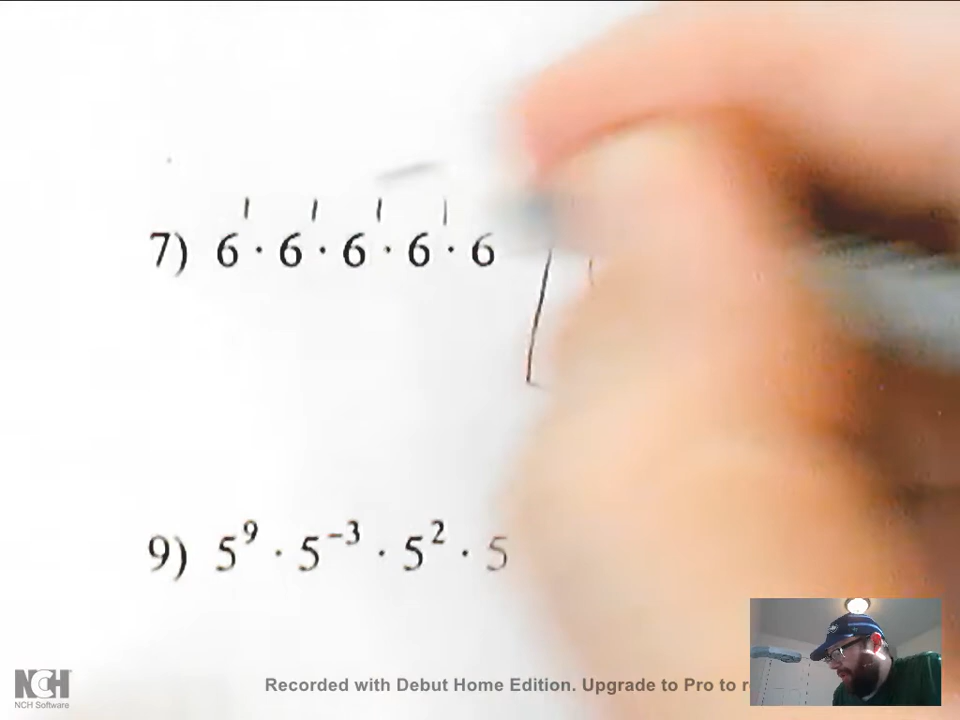 7) 6 · 6 · 6 · 6 · 6
9) 5⁹ · 5⁻³ · 5² · 5
NCH
NCH Software
Recorded with Debut Home Edition. Upgrade to Pro to